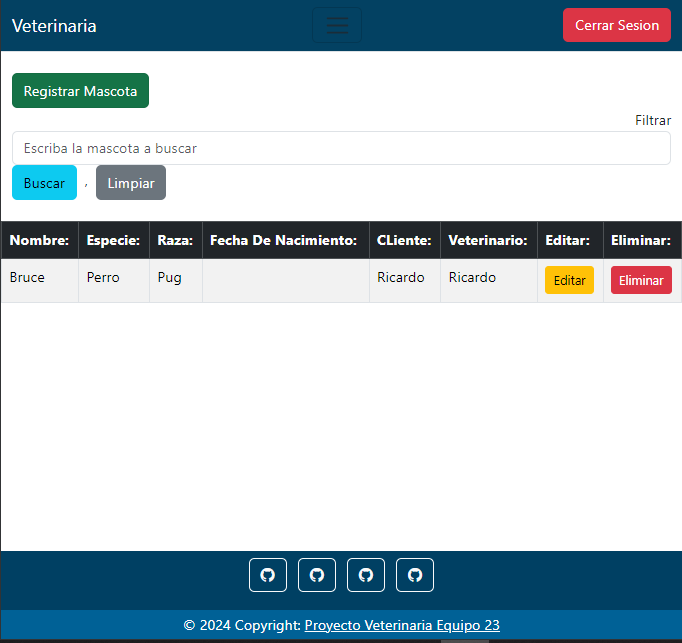 Veterinaria
Cerrar Sesion
Registrar Mascota
Filtrar
Escriba la mascota a buscar
Buscar , Limpiar
Nombre: Especie: Raza: Fecha De Nacimiento: CLiente: Veterinario: Editar: Eliminar:
Bruce Perro Pug Ricardo Ricardo Editar Eliminar
© 2024 Copyright: Proyecto Veterinaria Equipo 23